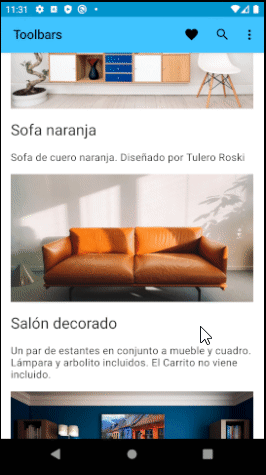 11:31
Toolbars
Sofa naranja
Sofa de cuero naranja. Diseñado por Tulero Roski
Salón decorado
Un par de estantes en conjunto a mueble y cuadro.
Lámpara y arbolito incluidos. El Carrito no viene
incluido.